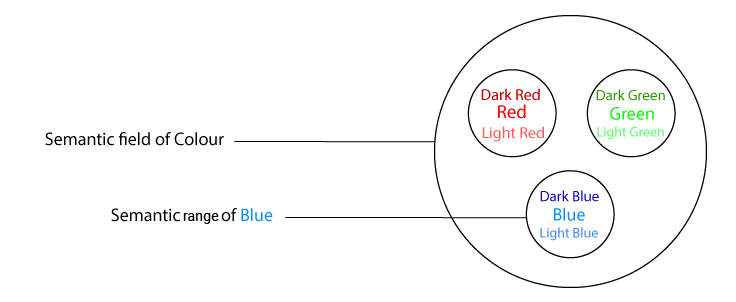 Dark Red
Red
Light Red
Dark Green
Green
Light Green
Semantic field of Colour
Dark Blue
Blue
Light Blue
Semantic range of Blue